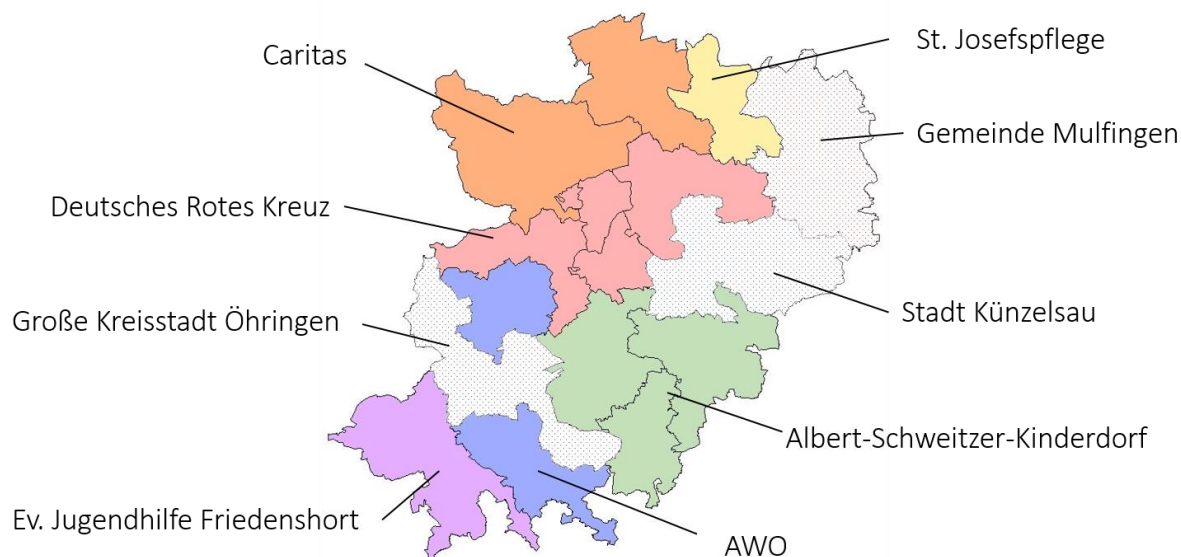 St. Josefspflege
Caritas
Gemeinde Mulfingen
Deutsches Rotes Kreuz
Stadt Künzelsau
Große Kreisstadt Öhringen
Albert-Schweitzer-Kinderdorf
Ev. Jugendhilfe Friedenshort
AWO